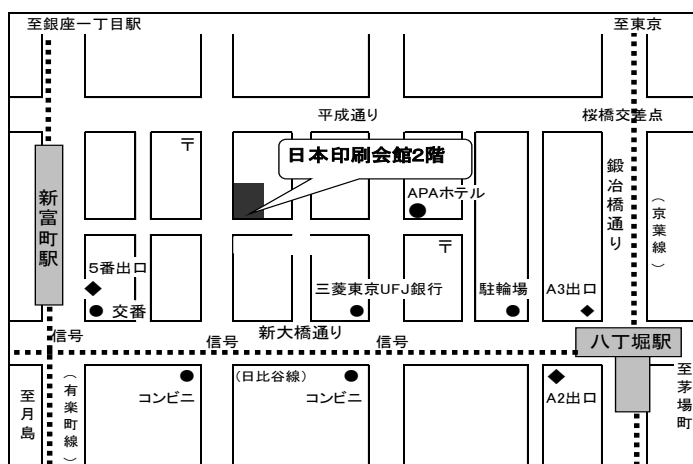 至銀座一丁目駅
至東京
平成通り
桜橋交差点
〒
日本印刷会館2階
APAホテル
鍛冶橋通り
（京葉線）
新富町駅
〒
5番出口
交番
三菱東京UFJ銀行
駐輪場
A3出口
新大橋通り
信号
信号
信号
八丁堀駅
至月島
（有楽町線）
コンビニ
(日比谷線)
コンビニ
A2出口
至茅場町